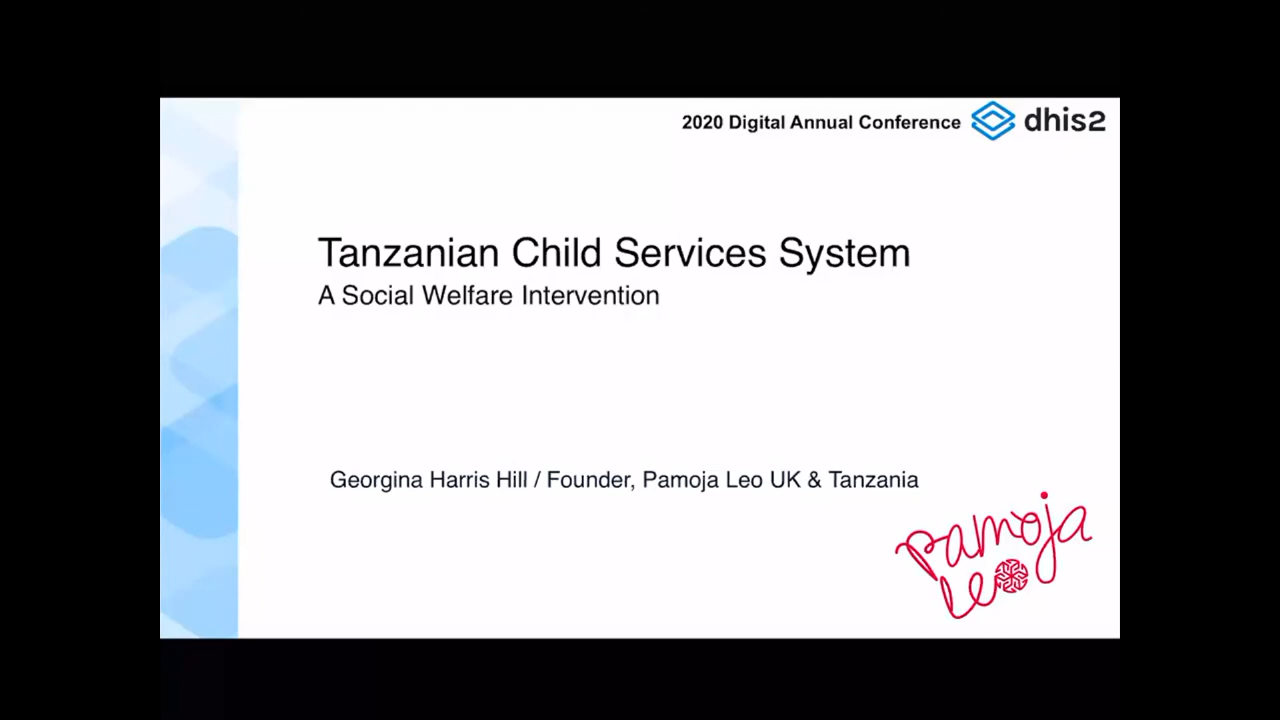 2020 Digital Annual Conference dhis2
Tanzanian Child Services System
A Social Welfare Intervention
Georgina Harris Hill / Founder, Pamoja Leo UK & Tanzania
pamoja
leo